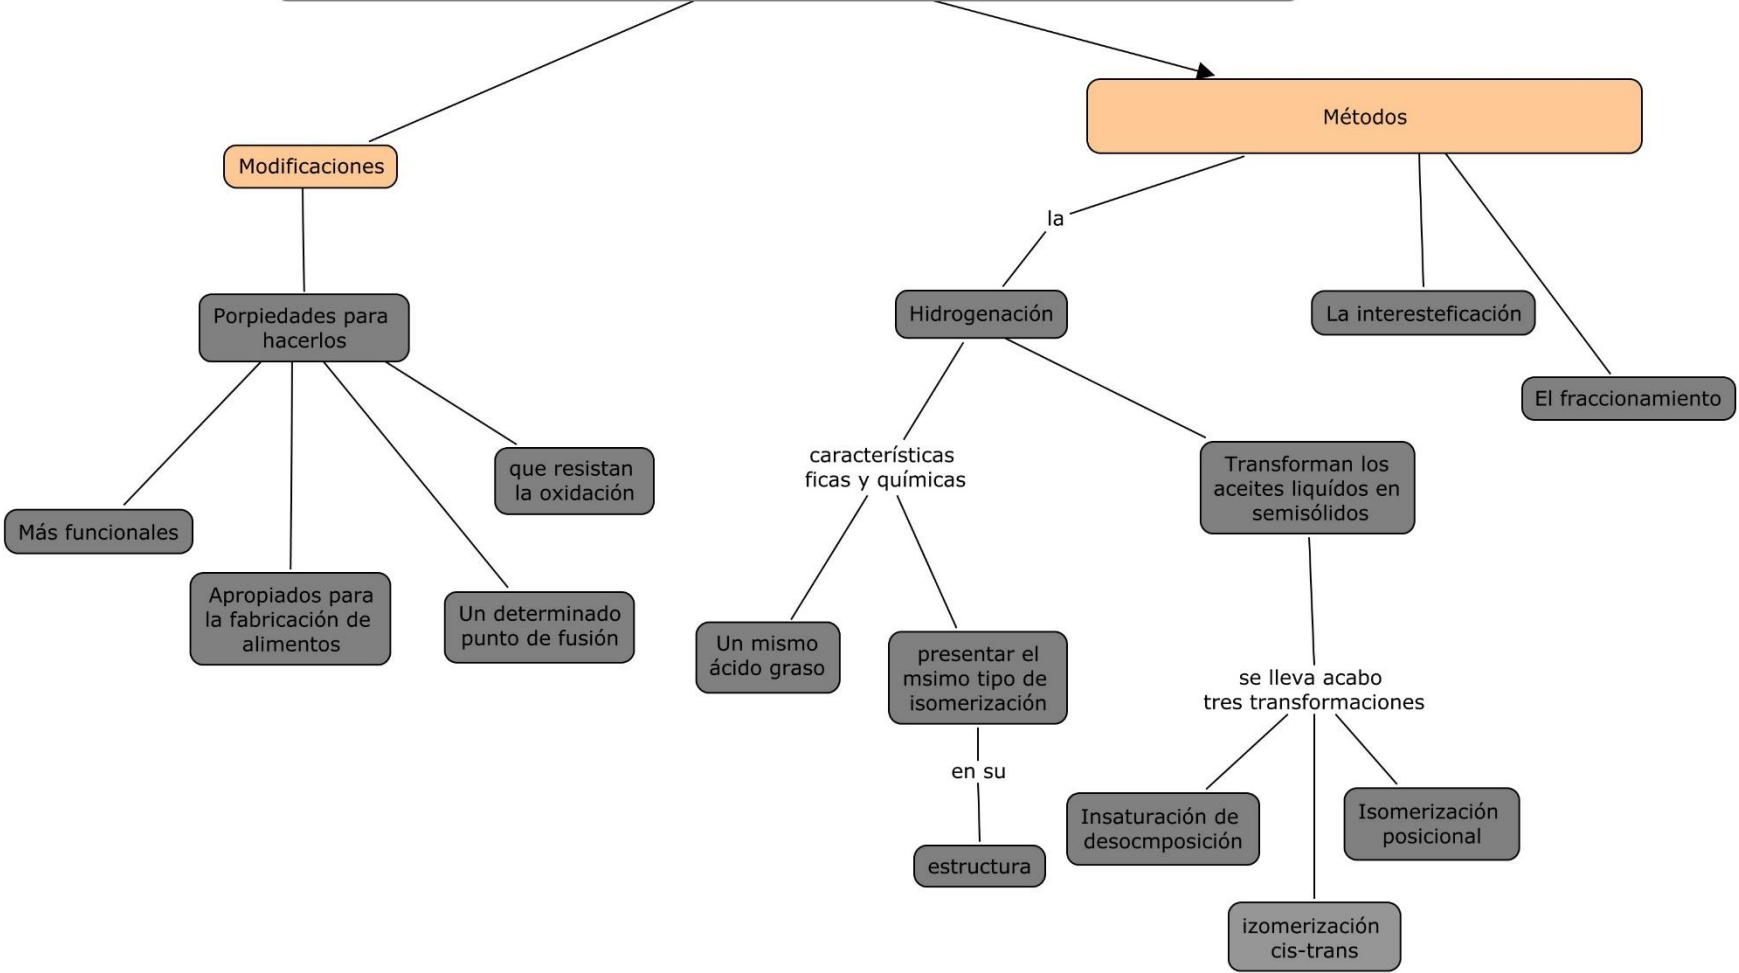 Métodos
Modificaciones
la
Porpiedades para
hacerlos
Hidrogenación
La interesteficación
El fraccionamiento
que resistan
la oxidación
características
ficas y químicas
Transforman los
aceites liquídos en
semisólidos
Más funcionales
Apropiados para
la fabricación de
alimentos
Un determinado
punto de fusión
Un mismo
ácido graso
presentar el
msimo tipo de
isomerización
se lleva acabo
tres transformaciones
en su
estructura
Insaturación de
desocmposición
Isomerización
posicional
izomerización
cis-trans